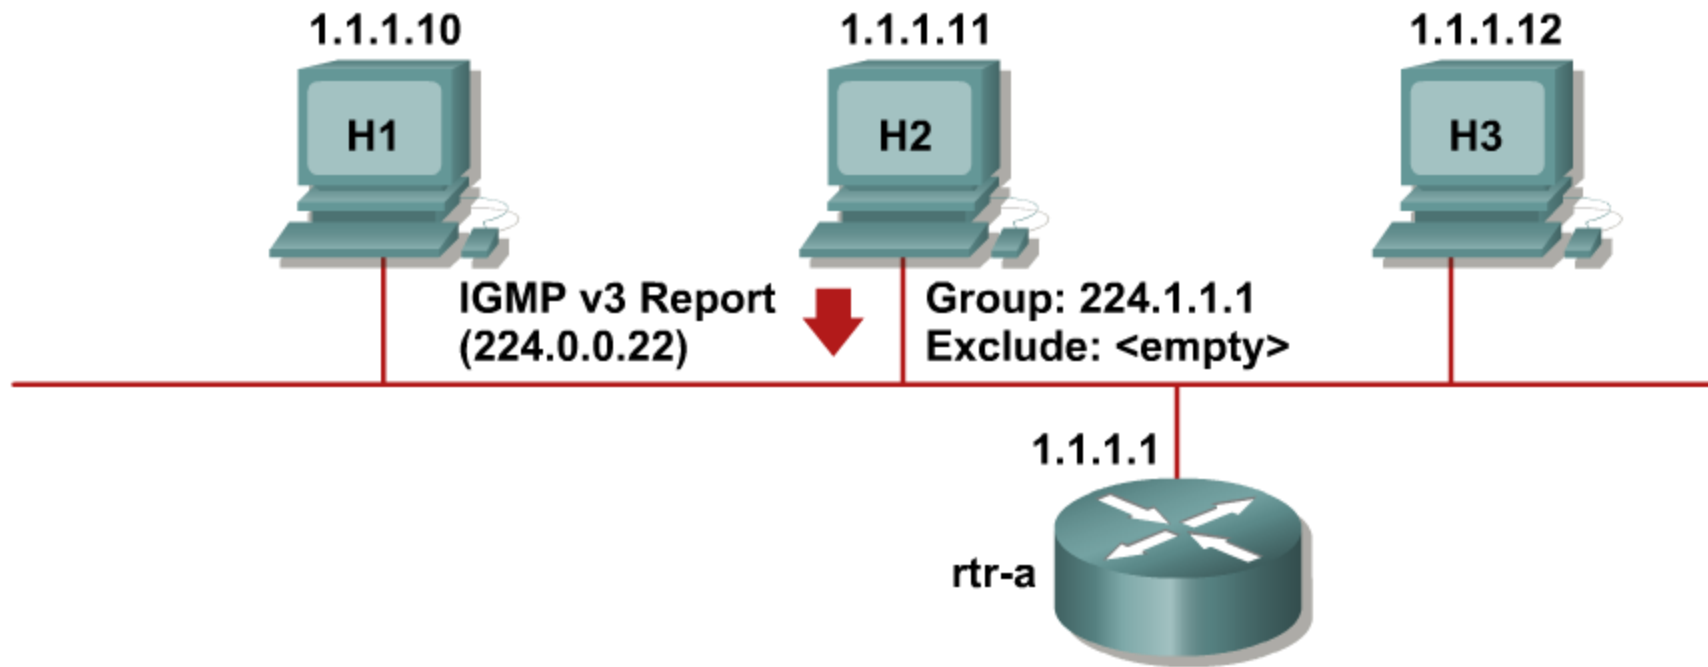 1.1.1.10
1.1.1.11
1.1.1.12
H1
H2
H3
IGMP v3 Report
(224.0.0.22)
Group: 224.1.1.1
Exclude: <empty>
1.1.1.1
rtr-a